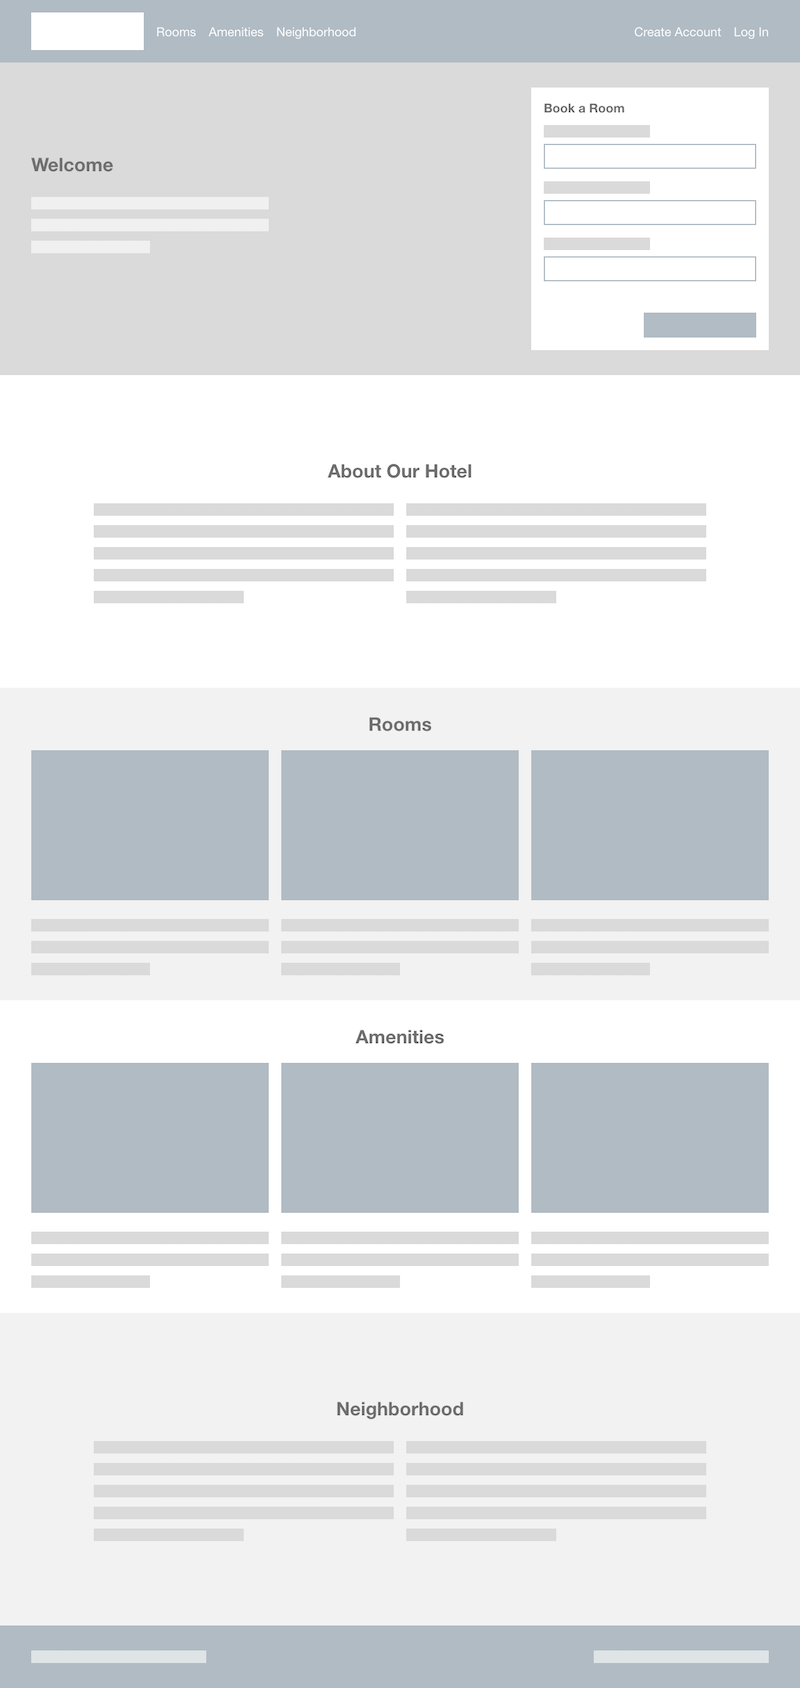 Rooms Amenities Neighborhood Create Account Log In
Welcome
Book a Room
About Our Hotel
Rooms
Amenities
Neighborhood